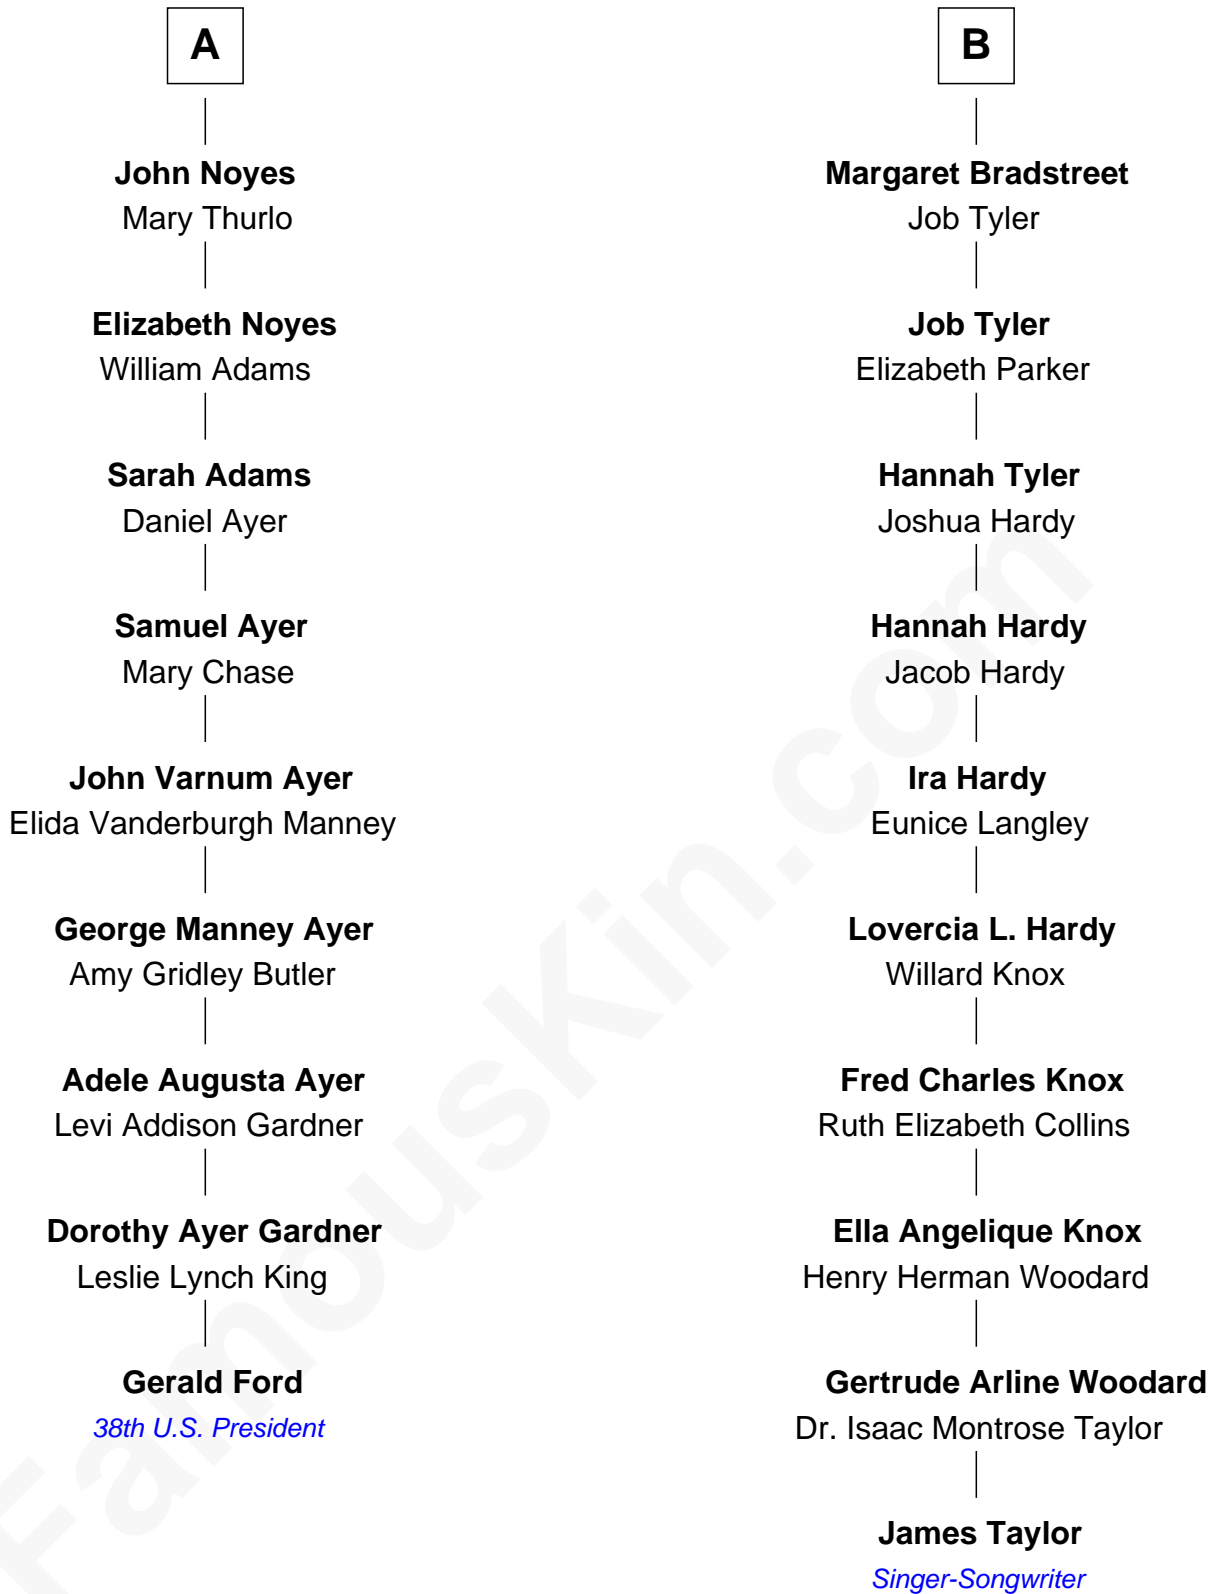 A
John Noyes
Mary Thurlo
Elizabeth Noyes
William Adams
Sarah Adams
Daniel Ayer
Samuel Ayer
Mary Chase
John Varnum Ayer
Elida Vanderburgh Manney
George Manney Ayer
Amy Gridley Butler
Adele Augusta Ayer
Levi Addison Gardner
Dorothy Ayer Gardner
Leslie Lynch King
Gerald Ford
38th U.S. President
B
Margaret Bradstreet
Job Tyler
Job Tyler
Elizabeth Parker
Hannah Tyler
Joshua Hardy
Hannah Hardy
Jacob Hardy
Ira Hardy
Eunice Langley
Lovercia L. Hardy
Willard Knox
Fred Charles Knox
Ruth Elizabeth Collins
Ella Angelique Knox
Henry Herman Woodard
Gertrude Arline Woodard
Dr. Isaac Montrose Taylor
James Taylor
Singer-Songwriter
FamousKin.com